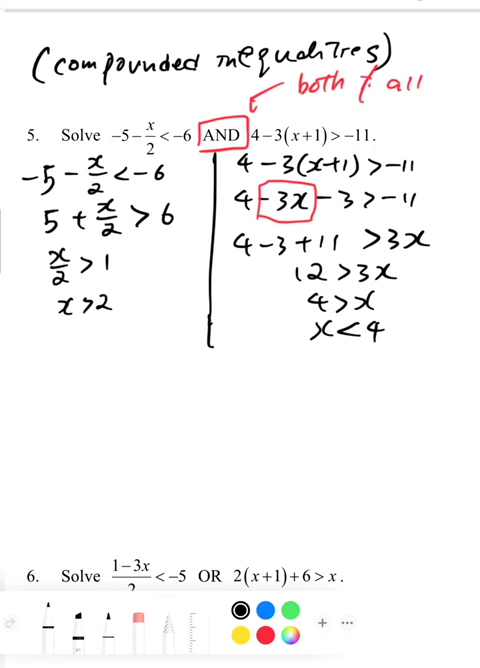 (compounded inequalities)
both / all
5. Solve −5 − x/2 < −6 AND 4 − 3(x+1) > −11.
−5 − x/2 < −6
5 + x/2 > 6
x/2 > 1
x > 2
4 − 3(x+1) > −11
4 − 3x − 3 > −11
4 − 3 + 11 > 3x
12 > 3x
4 > x
x < 4
6. Solve (1−3x)/2 < −5 OR 2(x+1)+6 > x.